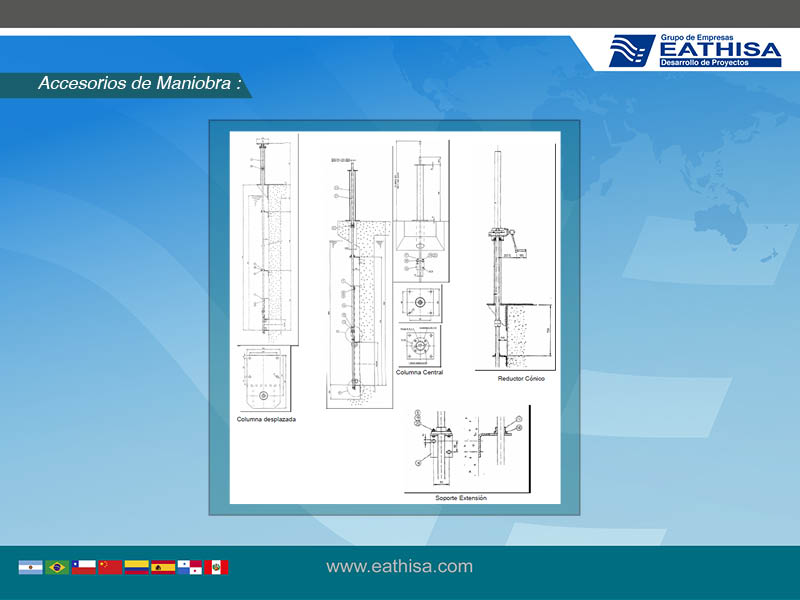 Grupo de Empresas
EATHISA
Desarrollo de Proyectos
Accesorios de Maniobra :
Columna Central
Reductor Cónico
Columna desplazada
Soporte Extensión
www.eathisa.com